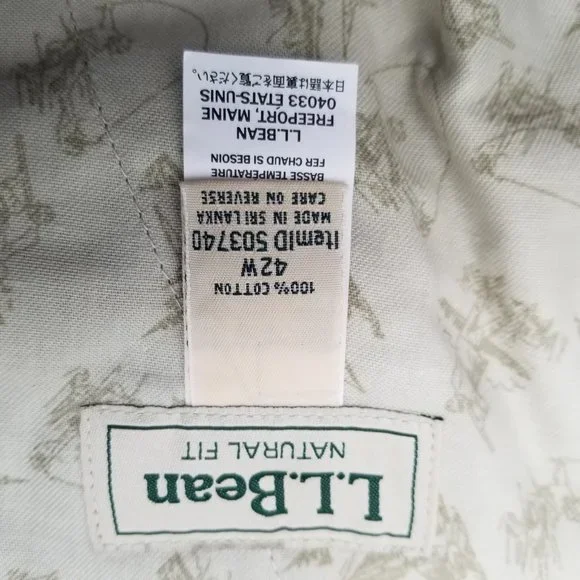 L.L.Bean
NATURAL FIT
100% COTTON
42W
ItemID 503740
MADE IN SRI LANKA
CARE ON REVERSE
BASSE TEMPERATURE
FER CHAUD SI BESOIN
L.L.BEAN
FREEPORT, MAINE
04033 ÉTATS-UNIS
日本語は裏面をご覧ください。